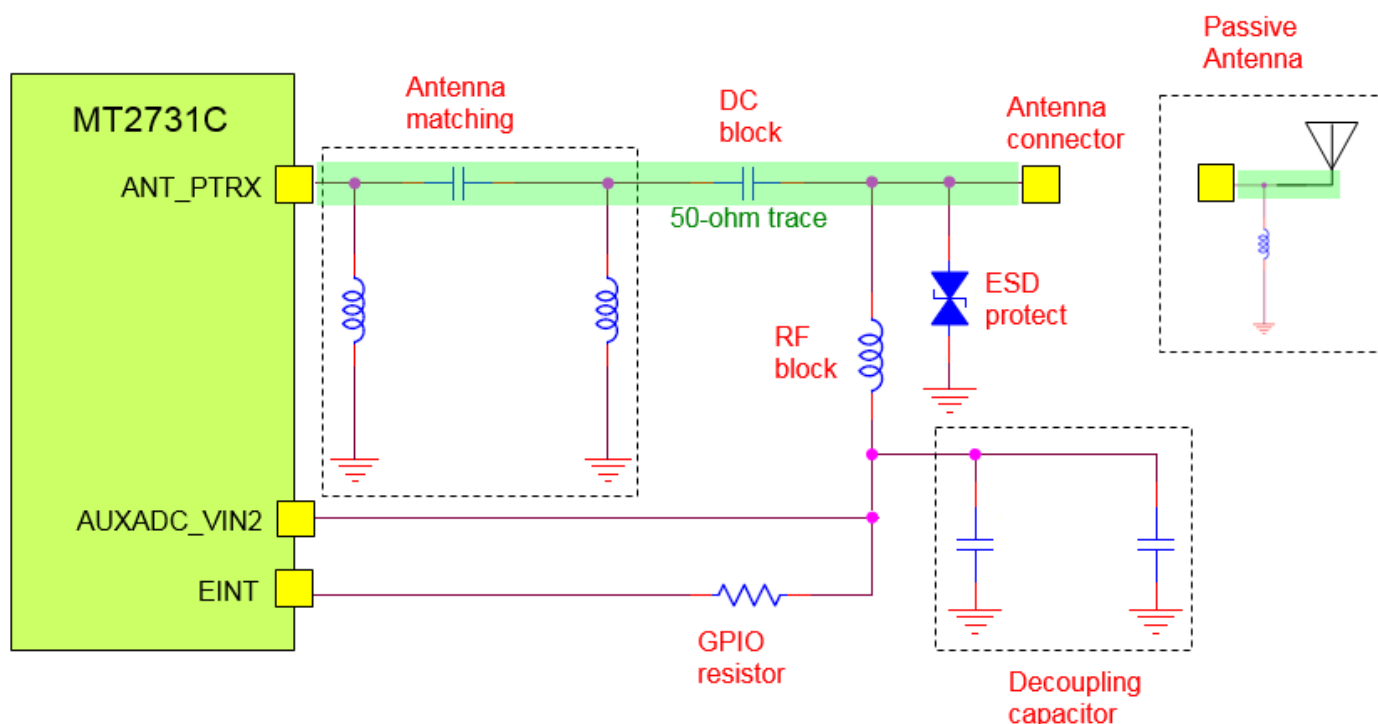 Passive
Antenna
MT2731C
Antenna
matching
DC
block
Antenna
connector
ANT_PTRX
50-ohm trace
ESD
protect
RF
block
AUXADC_VIN2
EINT
GPIO
resistor
Decoupling
capacitor